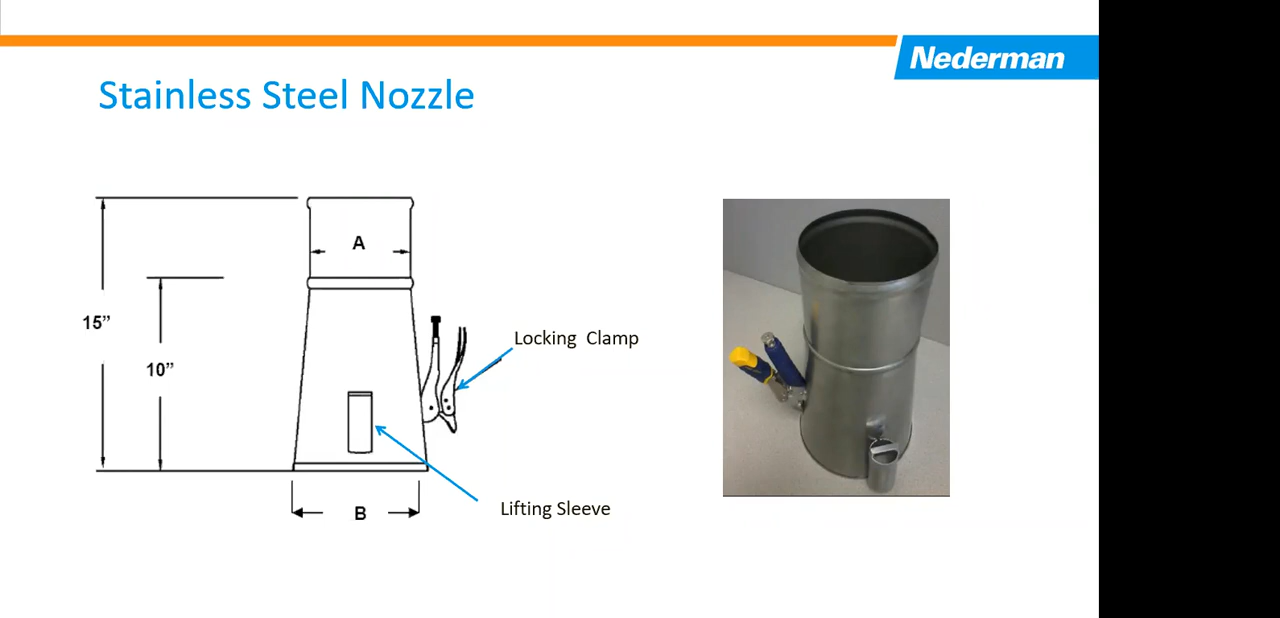 Nederman
Stainless Steel Nozzle
A
15”
Locking Clamp
10”
Lifting Sleeve
B